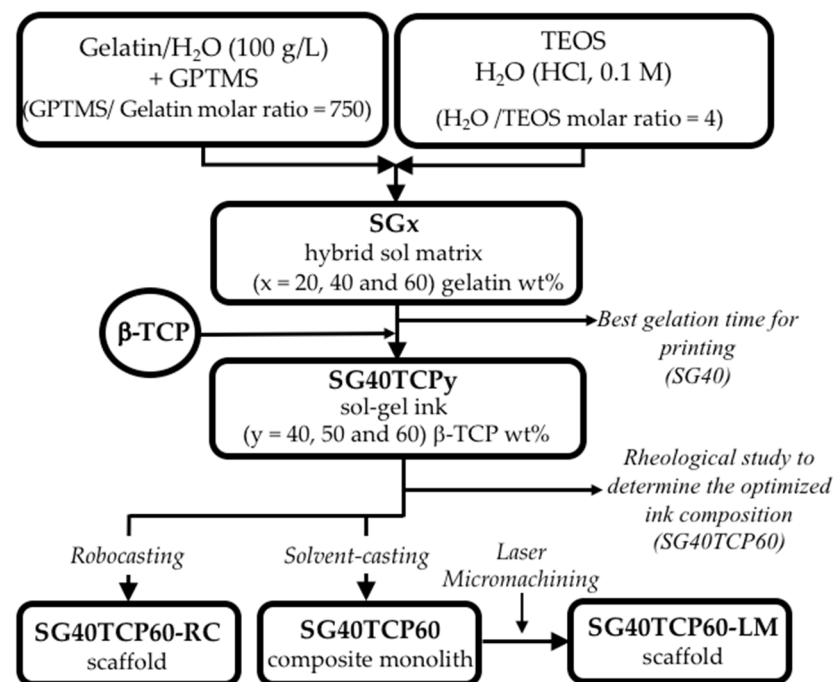 Gelatin/H₂O (100 g/L)
+ GPTMS
(GPTMS/ Gelatin molar ratio = 750)
TEOS
H₂O (HCl, 0.1 M)
(H₂O /TEOS molar ratio = 4)
SGx
hybrid sol matrix
(x = 20, 40 and 60) gelatin wt%
β-TCP
Best gelation time for
printing
(SG40)
SG40TCPy
sol-gel ink
(y = 40, 50 and 60) β-TCP wt%
Rheological study to
determine the optimized
ink composition
(SG40TCP60)
Robocasting
Solvent-casting
Laser
Micromachining
SG40TCP60-RC
scaffold
SG40TCP60
composite monolith
SG40TCP60-LM
scaffold